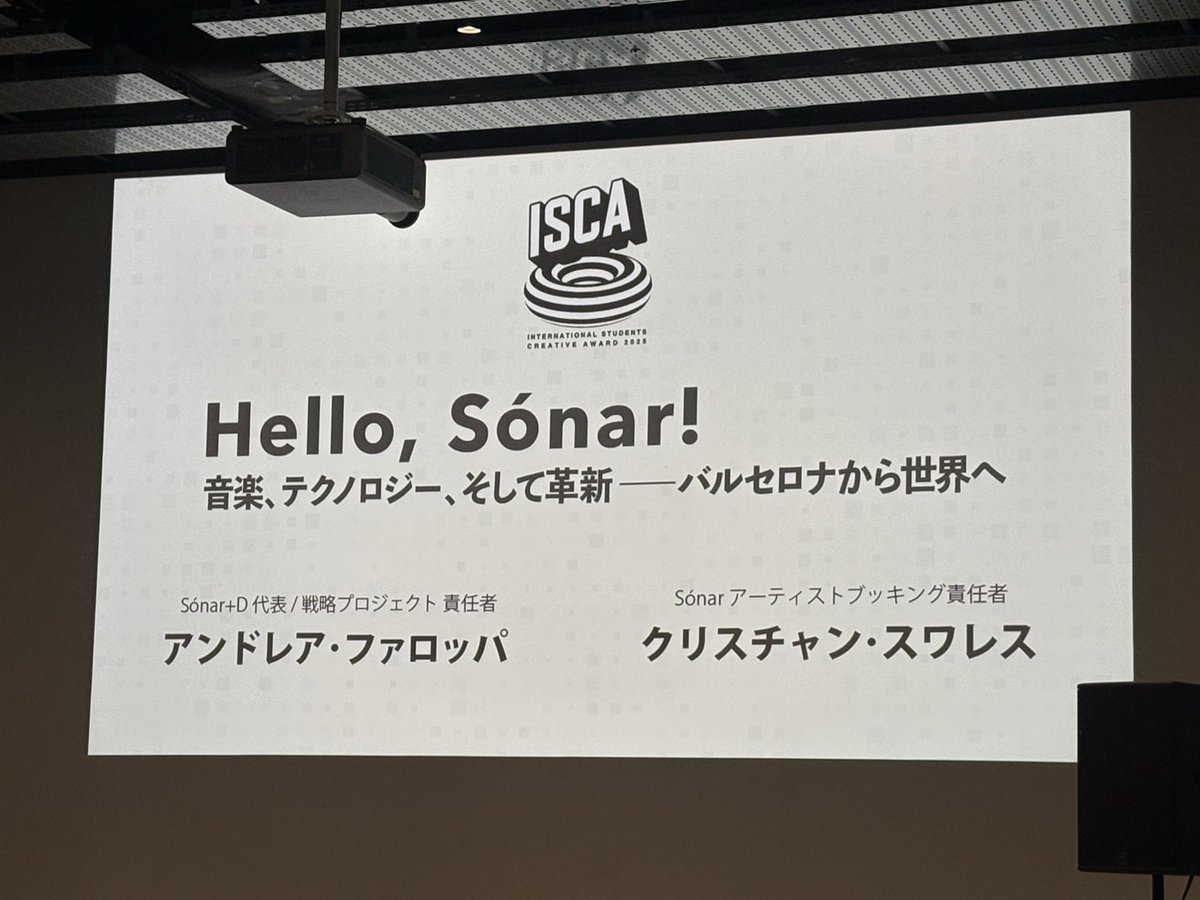 ISCA
INTERNATIONAL STUDENTS
CREATIVE AWARD 2025
Hello, Sónar!
音楽、テクノロジー、そして革新──バルセロナから世界へ
Sónar+D 代表 / 戦略プロジェクト 責任者
アンドレア・ファロッパ
Sónar アーティストブッキング責任者
クリスチャン・スワレス